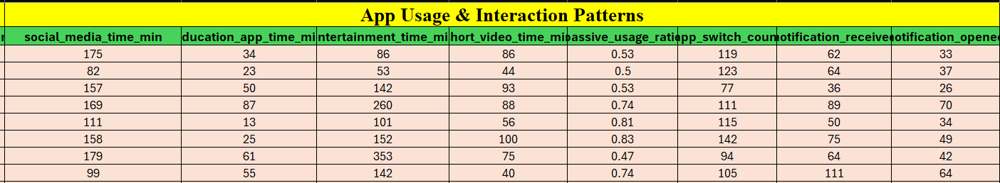 App Usage & Interaction Patterns
social_media_time_min ducation_app_time_mi ntertainment_time_mi hort_video_time_mi passive_usage_ratio pp_switch_coun notification_received notification_opened
175 34 86 86 0.53 119 62 33
82 23 53 44 0.5 123 64 37
157 50 142 93 0.53 77 36 26
169 87 260 88 0.74 111 89 70
111 13 101 56 0.81 115 50 34
158 25 152 100 0.83 142 75 49
179 61 353 75 0.47 94 64 42
99 55 142 40 0.74 105 111 64